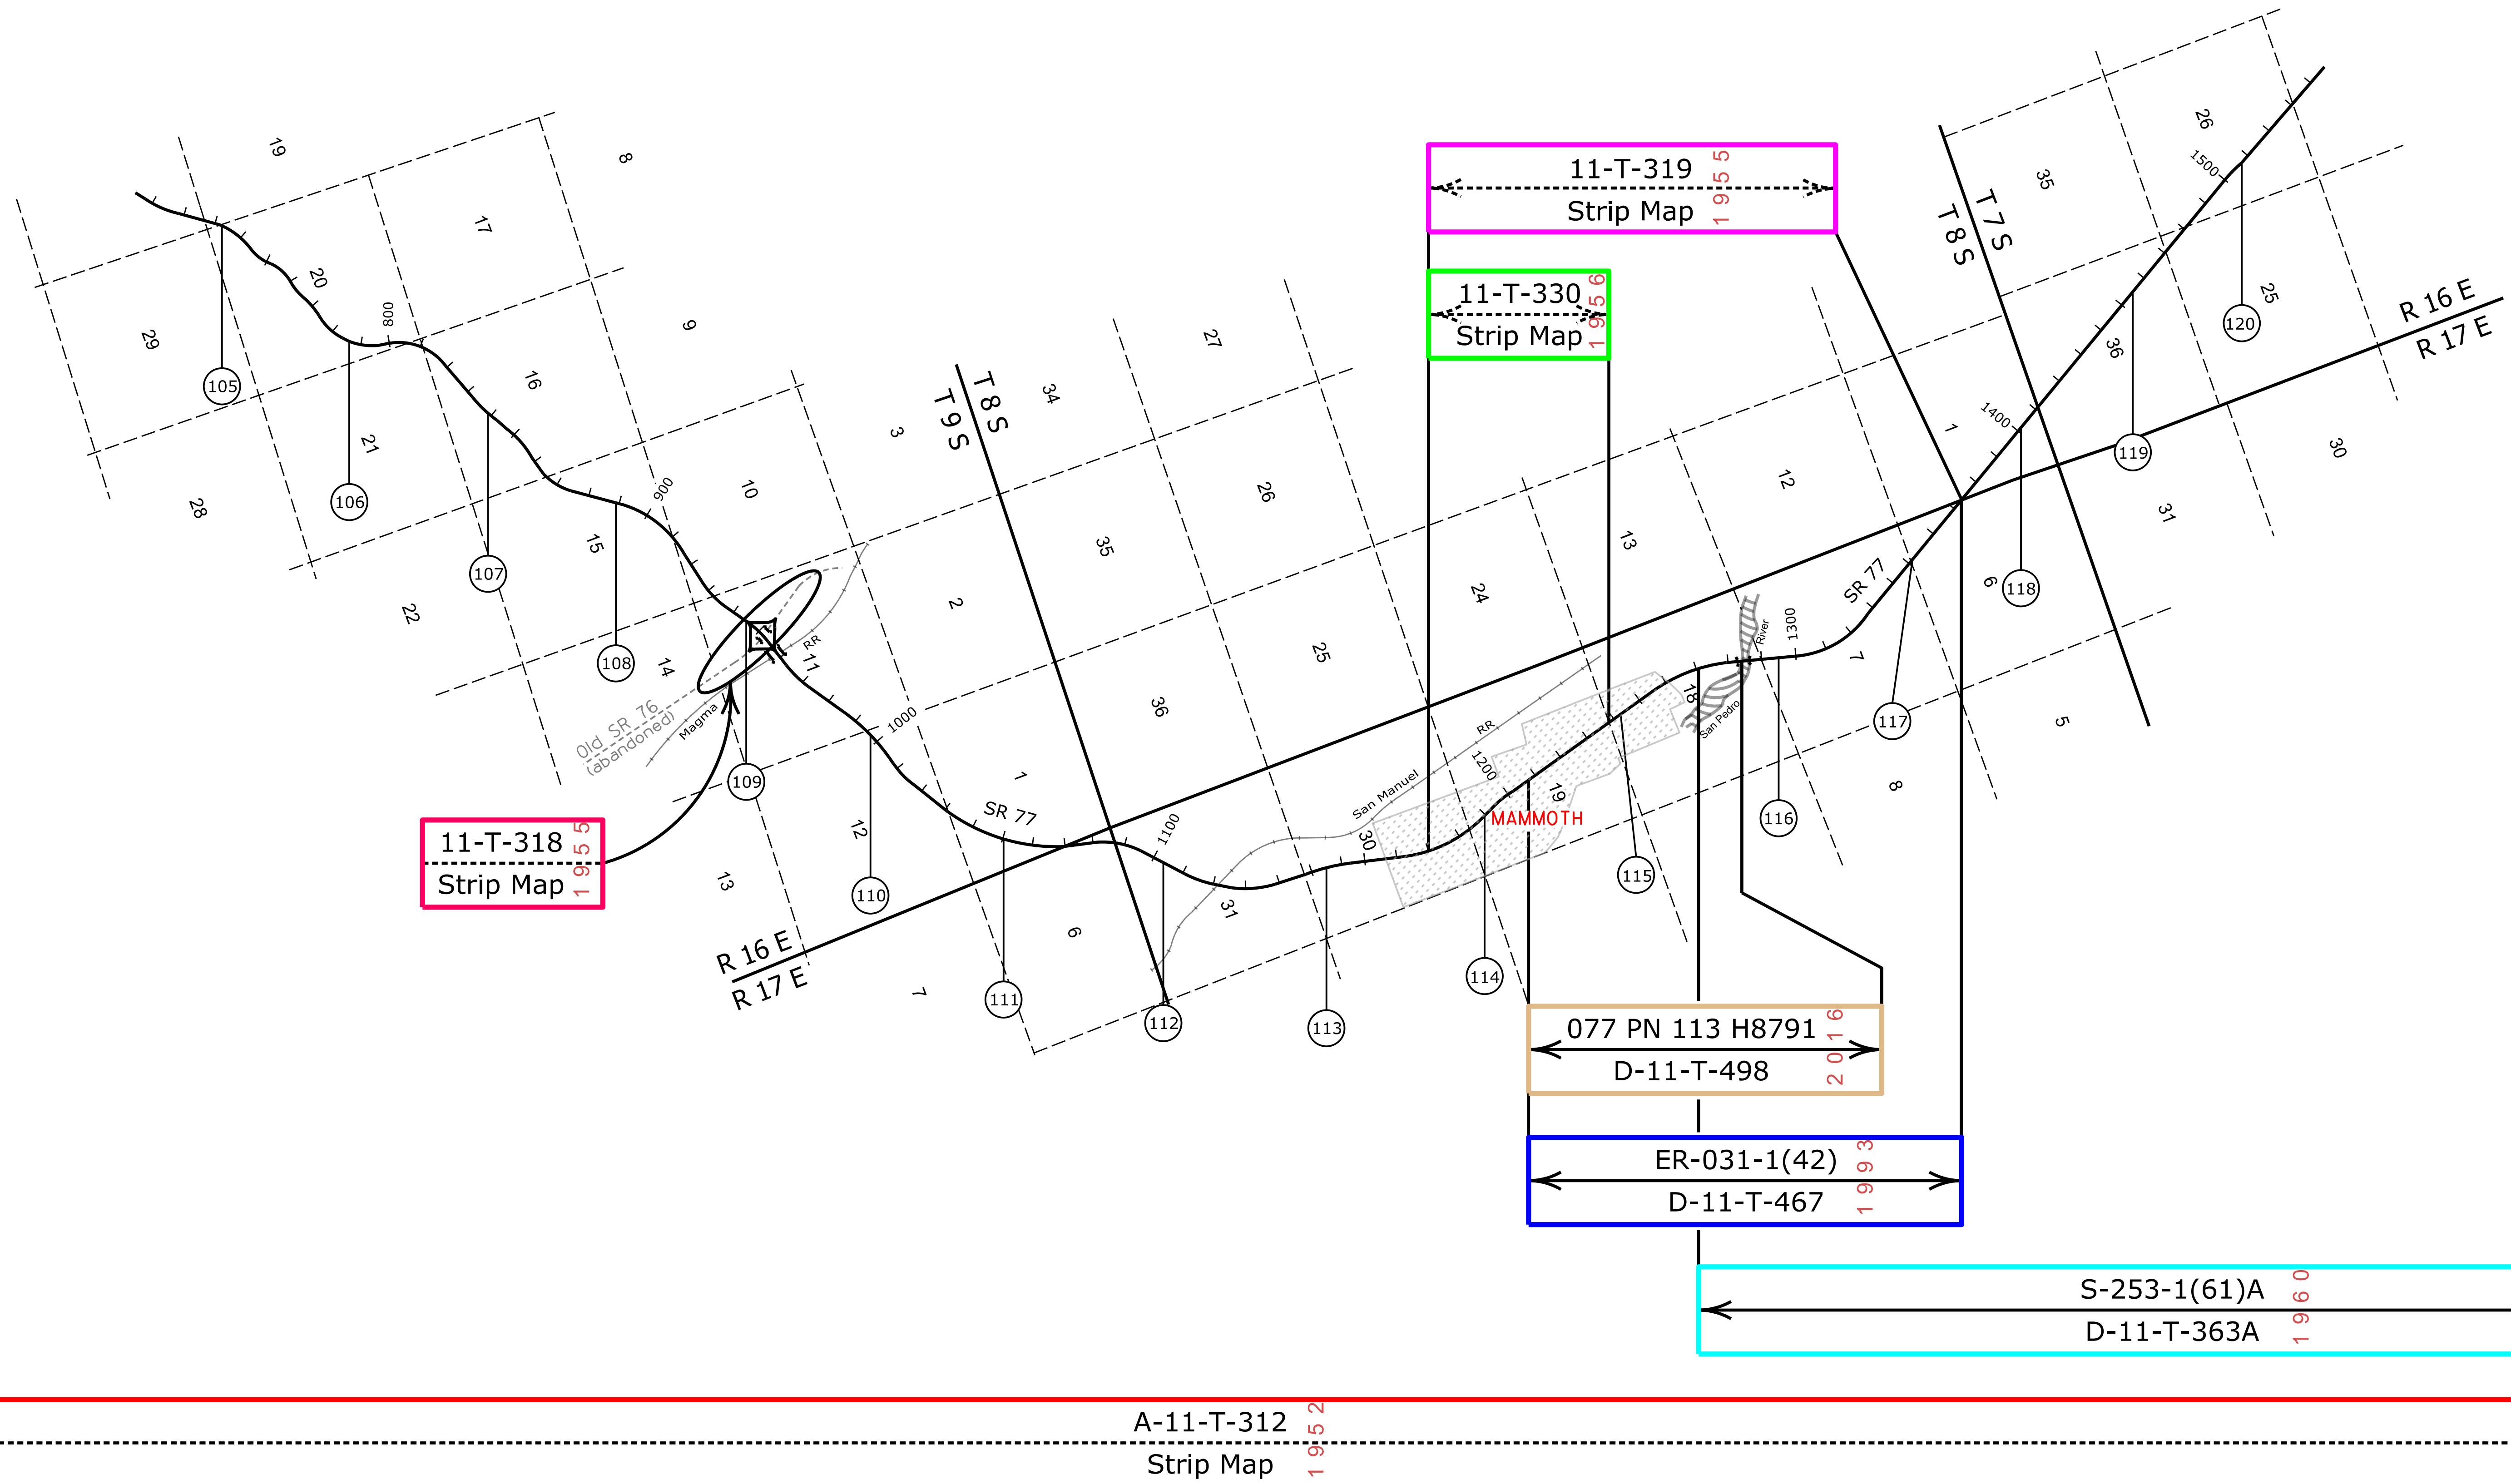 19
8
20
17
29
9
800
16
21
28
105
106
22
107
15
900
10
3
14
108
11
RR
Old SR 76
(abandoned)
Magma
109
1000
2
T 8 S
T 9 S
34
27
35
26
36
25
24
13
12
1
11-T-319
1955
Strip Map
11-T-330
1956
Strip Map
T 7 S
T 8 S
35
26
1500
25
120
36
119
R 16 E
R 17 E
30
31
1400
118
6
SR 77
117
5
7
8
1300
River
San Pedro
18
116
115
RR
San Manuel
1200
19
MAMMOTH
30
114
113
31
1100
112
SR 77
1
12
110
13
111
6
7
R 16 E
R 17 E
11-T-318
1955
Strip Map
077 PN 113 H8791
2016
D-11-T-498
ER-031-1(42)
1993
D-11-T-467
S-253-1(61)A
1960
D-11-T-363A
A-11-T-312
1952
Strip Map